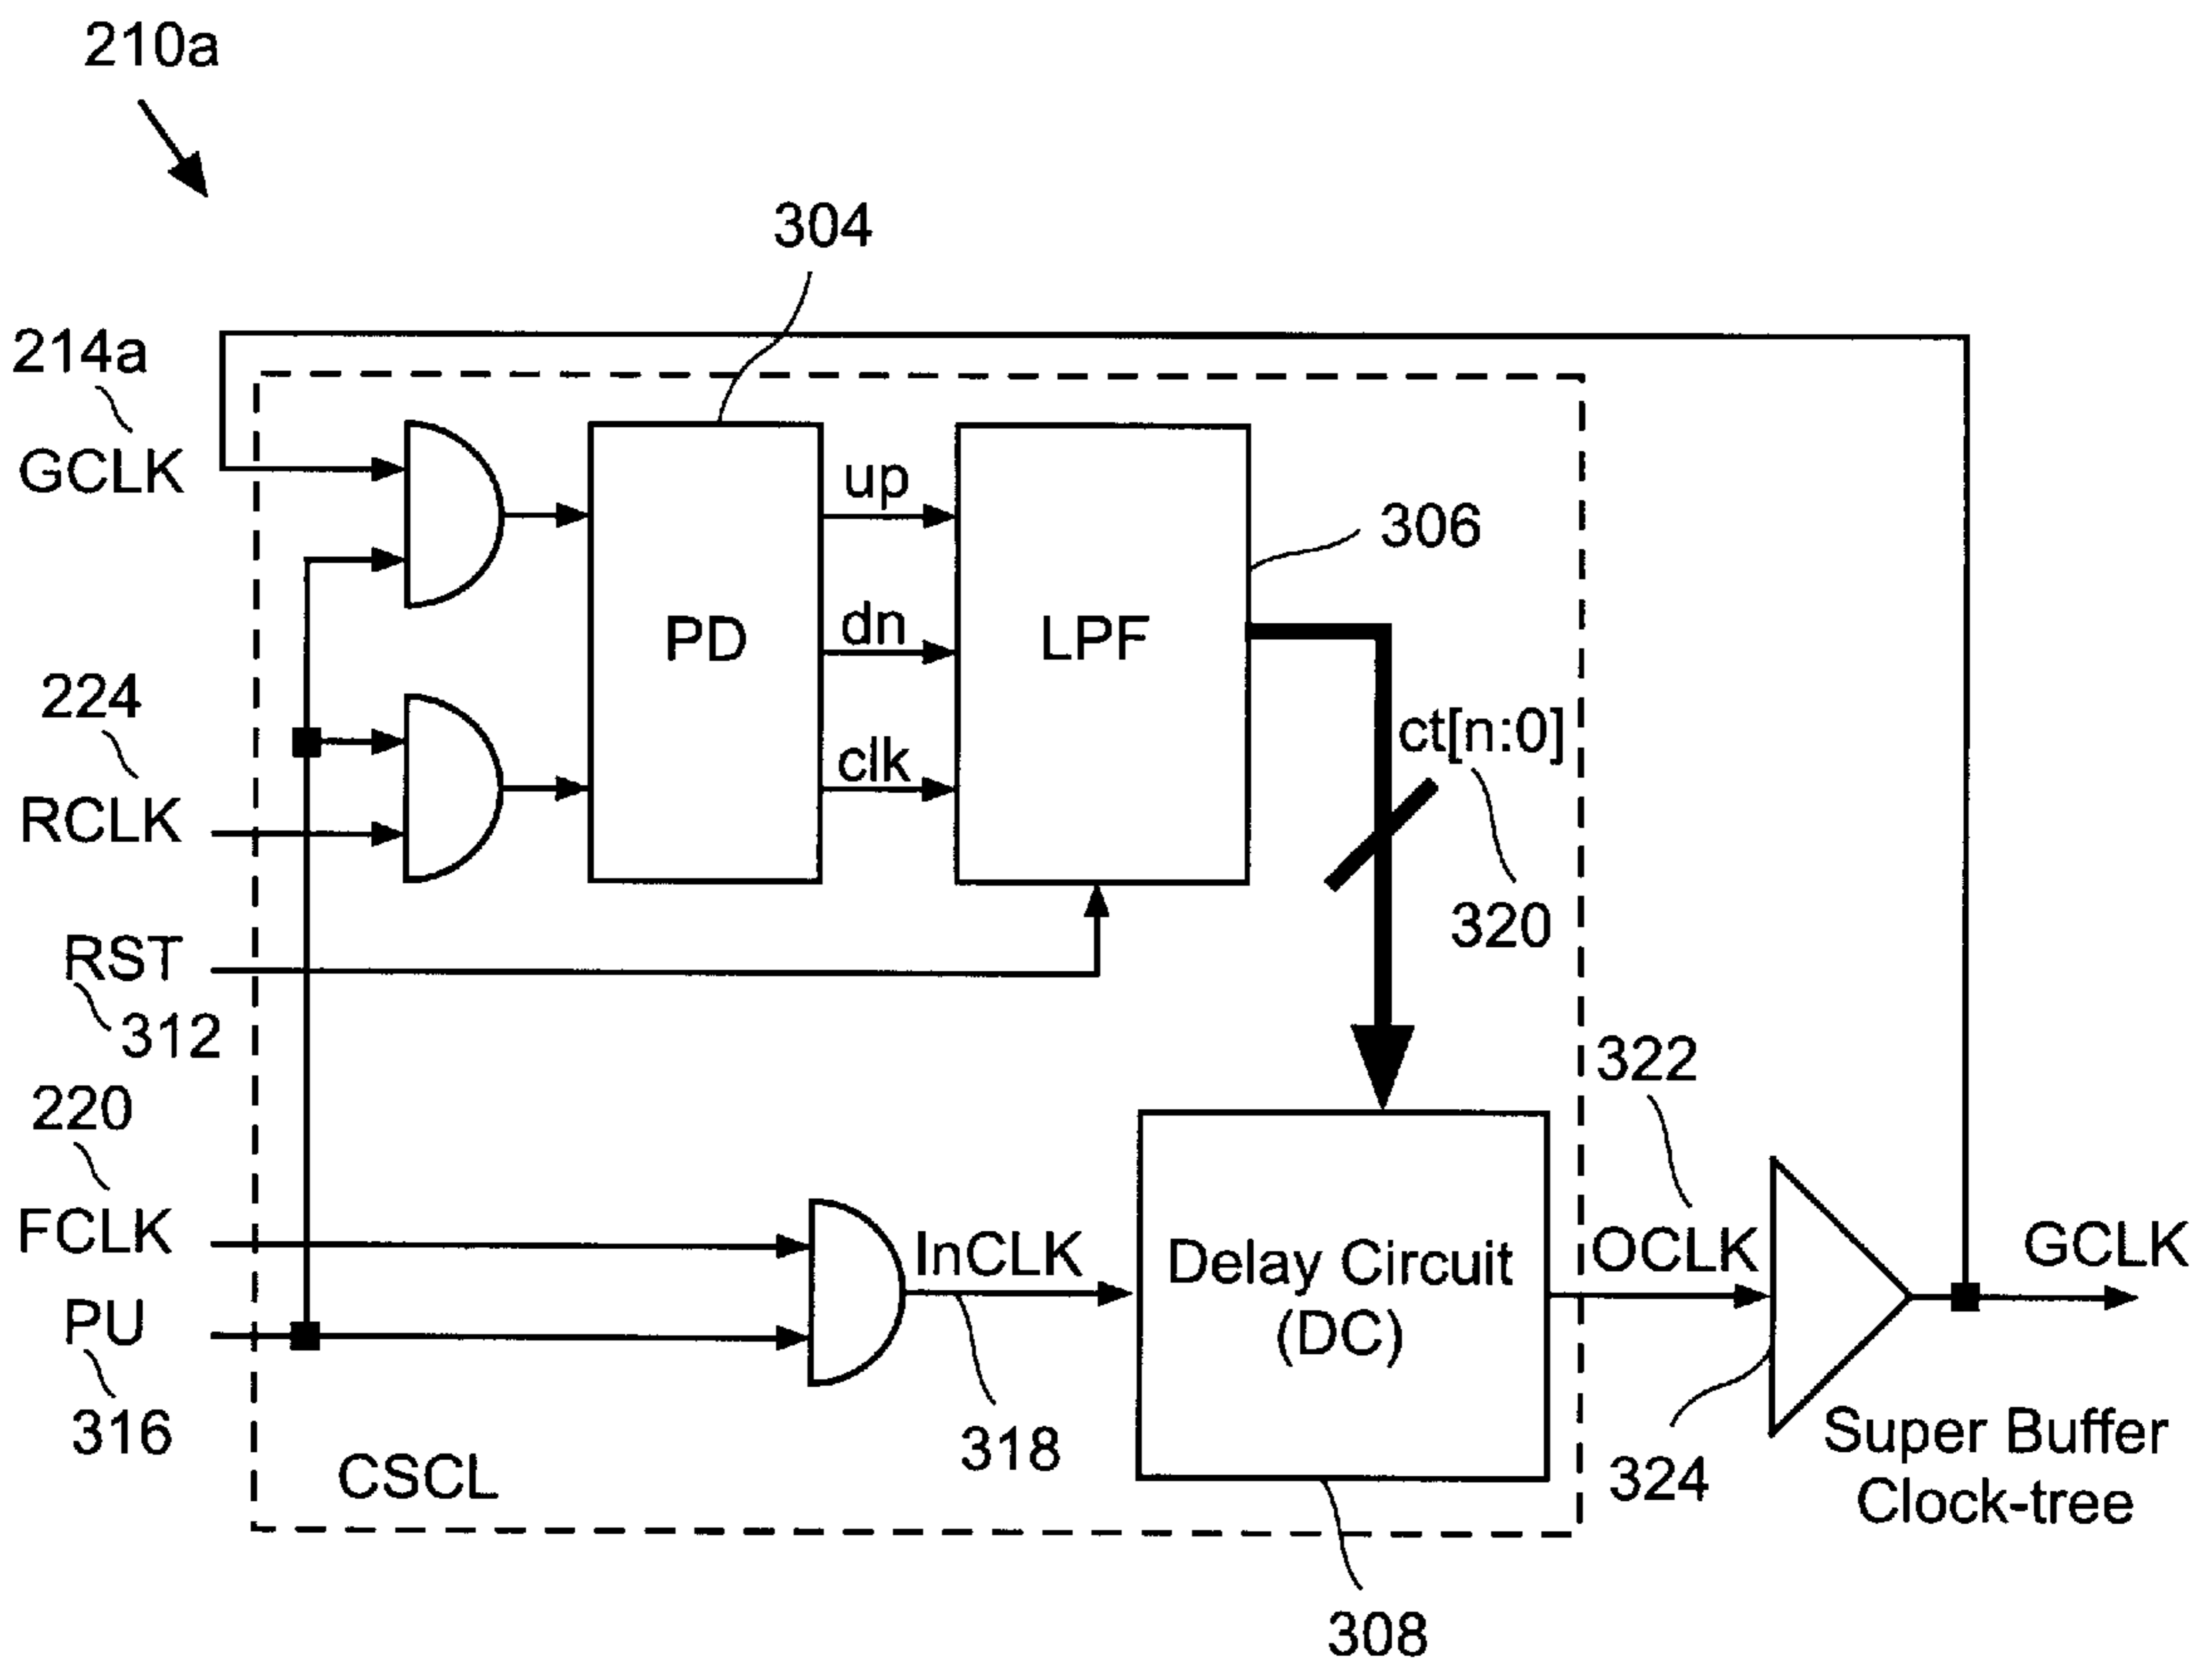 210a
304
214a
GCLK
up
306
PD
dn
LPF
224
ct[n:0]
RCLK
clk
320
RST
312
322
220
FCLK
InCLK
Delay Circuit
(DC)
OCLK
GCLK
PU
316
318
CSCL
324
Super Buffer
Clock-tree
308